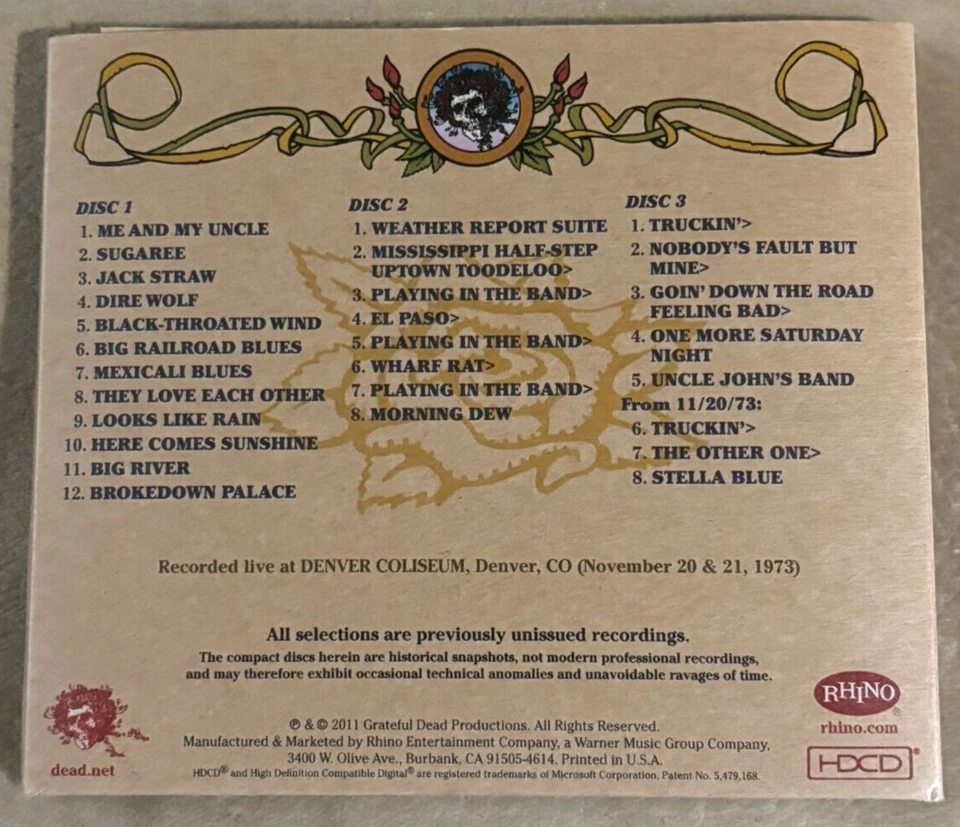 DISC 1
1. ME AND MY UNCLE
2. SUGAREE
3. JACK STRAW
4. DIRE WOLF
5. BLACK-THROATED WIND
6. BIG RAILROAD BLUES
7. MEXICALI BLUES
8. THEY LOVE EACH OTHER
9. LOOKS LIKE RAIN
10. HERE COMES SUNSHINE
11. BIG RIVER
12. BROKEDOWN PALACE
DISC 2
1. WEATHER REPORT SUITE
2. MISSISSIPPI HALF-STEP
UPTOWN TOODELOO>
3. PLAYING IN THE BAND>
4. EL PASO>
5. PLAYING IN THE BAND>
6. WHARF RAT>
7. PLAYING IN THE BAND>
8. MORNING DEW
DISC 3
1. TRUCKIN'>
2. NOBODY'S FAULT BUT
MINE>
3. GOIN' DOWN THE ROAD
FEELING BAD>
4. ONE MORE SATURDAY
NIGHT
5. UNCLE JOHN'S BAND
From 11/20/73:
6. TRUCKIN'>
7. THE OTHER ONE>
8. STELLA BLUE
Recorded live at DENVER COLISEUM, Denver, CO (November 20 & 21, 1973)
All selections are previously unissued recordings.
The compact discs herein are historical snapshots, not modern professional recordings,
and may therefore exhibit occasional technical anomalies and unavoidable ravages of time.
℗ & © 2011 Grateful Dead Productions. All Rights Reserved.
Manufactured & Marketed by Rhino Entertainment Company, a Warner Music Group Company,
3400 W. Olive Ave., Burbank, CA 91505-4614. Printed in U.S.A.
HDCD® and High Definition Compatible Digital® are registered trademarks of Microsoft Corporation, Patent No. 5,479,168.
dead.net
RHINO®
rhino.com
HDCD®